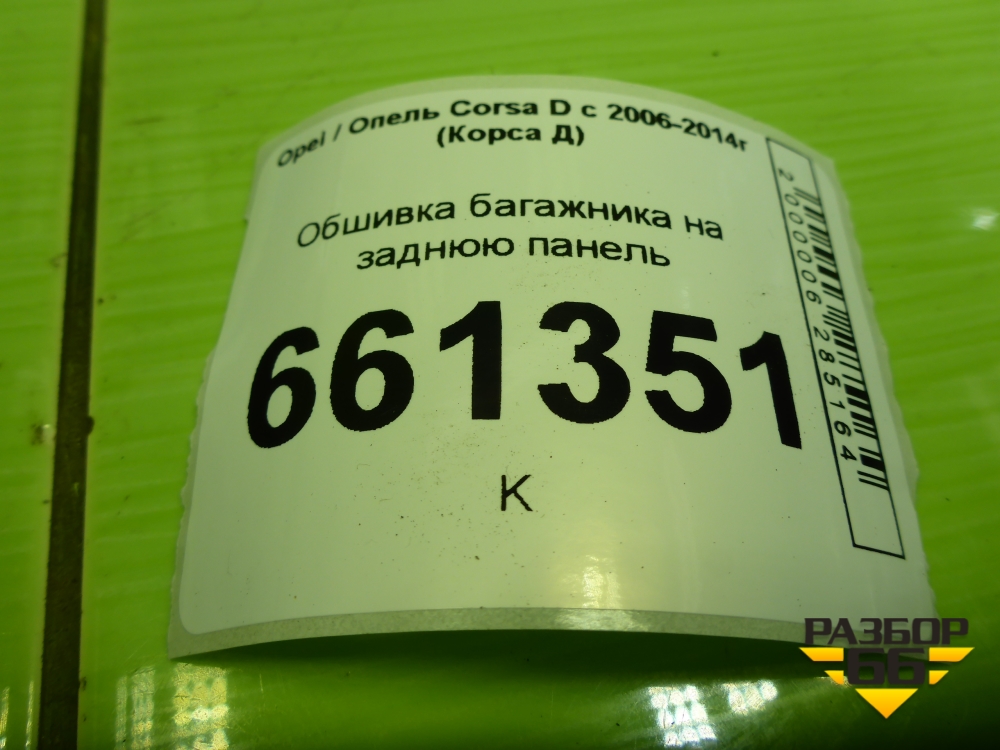 Opel / Опель Corsa D с 2006-2014г
(Корса Д)
Обшивка багажника на
заднюю панель
661351
К
2000006285164
РАЗБОР
66